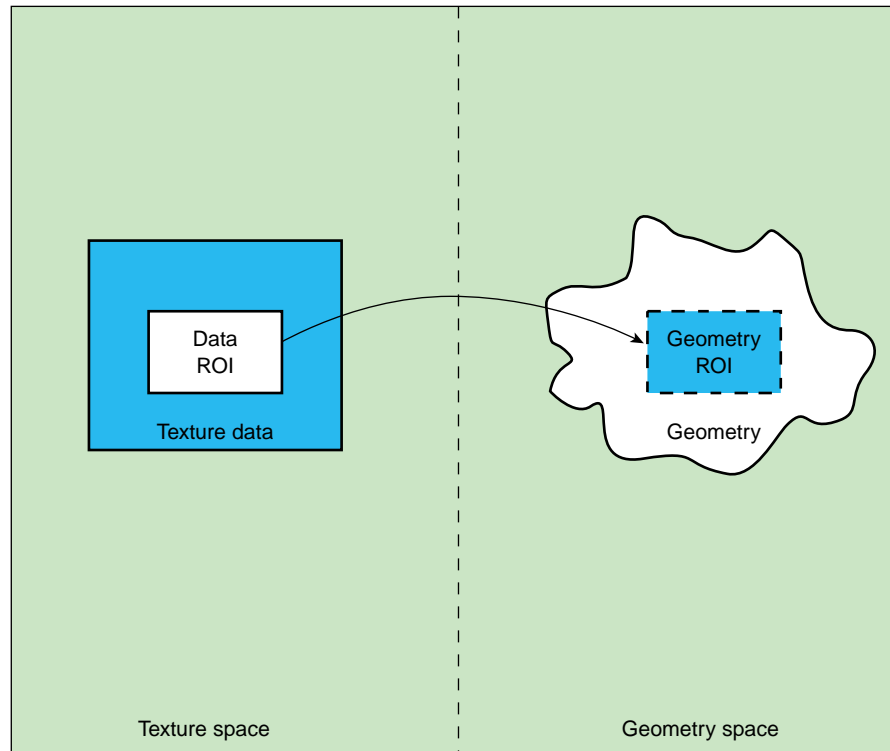 Data
ROI
Texture data
Geometry
ROI
Geometry
Texture space
Geometry space